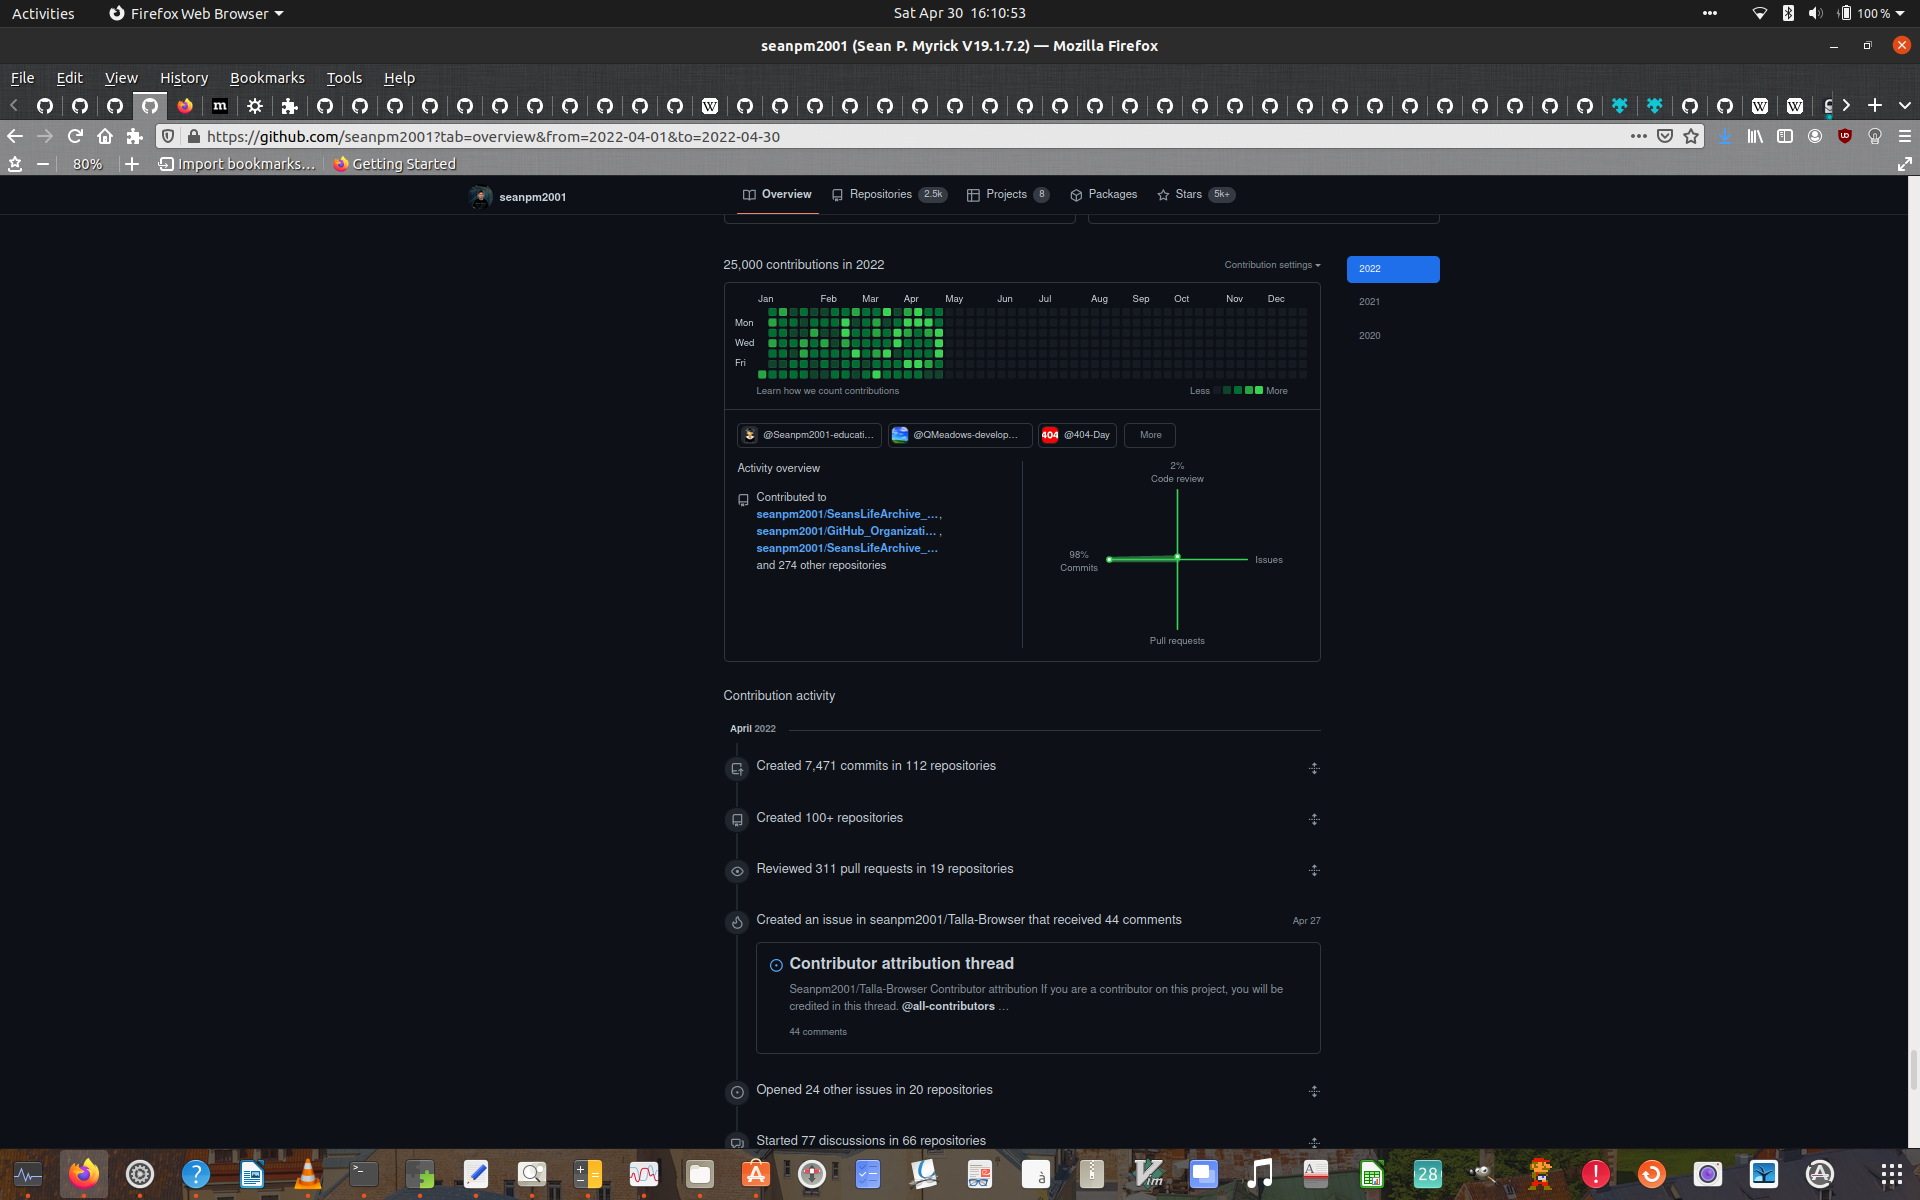 Activities
Firefox Web Browser
Sat Apr 30 16:10:53
100 %
seanpm2001 (Sean P. Myrick V19.1.7.2) — Mozilla Firefox
File Edit View History Bookmarks Tools Help
https://github.com/seanpm2001?tab=overview&from=2022-04-01&to=2022-04-30
80%
Import bookmarks…
Getting Started
seanpm2001
Overview
Repositories 2.5k
Projects 8
Packages
Stars 5k+
25,000 contributions in 2022
Contribution settings
2022
2021
2020
Jan Feb Mar Apr May Jun Jul Aug Sep Oct Nov Dec
Mon
Wed
Fri
Learn how we count contributions
Less More
@Seanpm2001-educati…
@QMeadows-develop…
404 @404-Day
More
Activity overview
Contributed to
seanpm2001/SeansLifeArchive_…,
seanpm2001/GitHub_Organizati… ,
seanpm2001/SeansLifeArchive_…
and 274 other repositories
2%
Code review
98%
Commits
Issues
Pull requests
Contribution activity
April 2022
Created 7,471 commits in 112 repositories
Created 100+ repositories
Reviewed 311 pull requests in 19 repositories
Created an issue in seanpm2001/Talla-Browser that received 44 comments
Apr 27
Contributor attribution thread
Seanpm2001/Talla-Browser Contributor attribution If you are a contributor on this project, you will be
credited in this thread. @all-contributors …
44 comments
Opened 24 other issues in 20 repositories
Started 77 discussions in 66 repositories
28